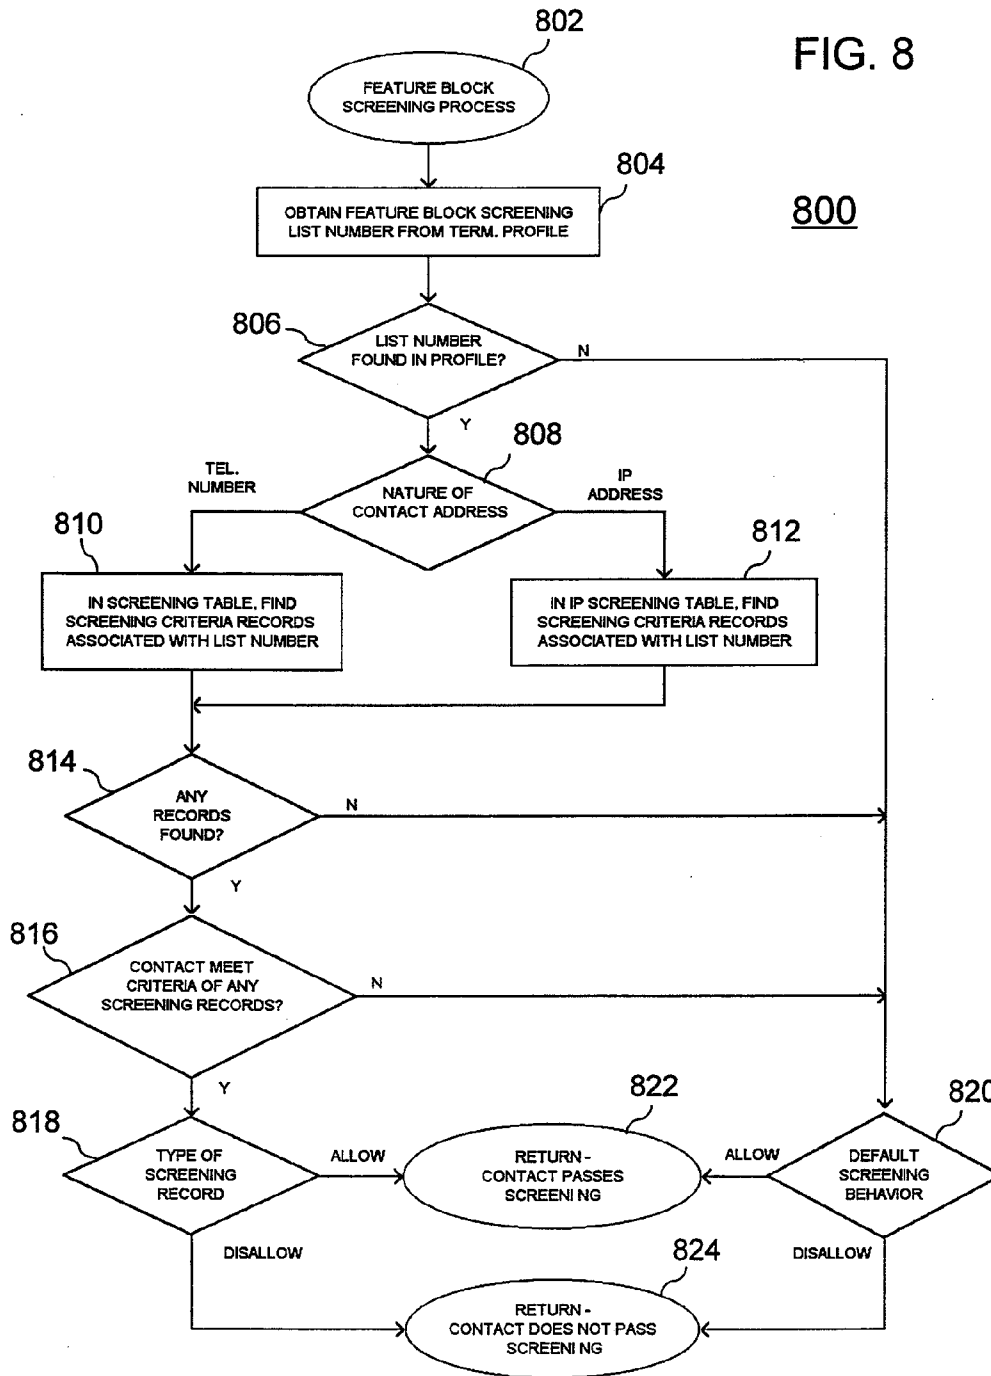 802
FIG. 8
FEATURE BLOCK
SCREENING PROCESS
804
OBTAIN FEATURE BLOCK SCREENING
LIST NUMBER FROM TERM. PROFILE
800
806
LIST NUMBER
FOUND IN PROFILE?
N
Y
808
TEL.
NUMBER
NATURE OF
CONTACT ADDRESS
IP
ADDRESS
810
812
IN SCREENING TABLE, FIND
SCREENING CRITERIA RECORDS
ASSOCIATED WITH LIST NUMBER
IN IP SCREENING TABLE, FIND
SCREENING CRITERIA RECORDS
ASSOCIATED WITH LIST NUMBER
814
ANY
RECORDS
FOUND?
N
Y
816
CONTACT MEET
CRITERIA OF ANY
SCREENING RECORDS?
N
Y
818
TYPE OF
SCREENING
RECORD
ALLOW
DISALLOW
822
RETURN -
CONTACT PASSES
SCREENING
820
ALLOW
DEFAULT
SCREENING
BEHAVIOR
DISALLOW
824
RETURN -
CONTACT DOES NOT PASS
SCREENING